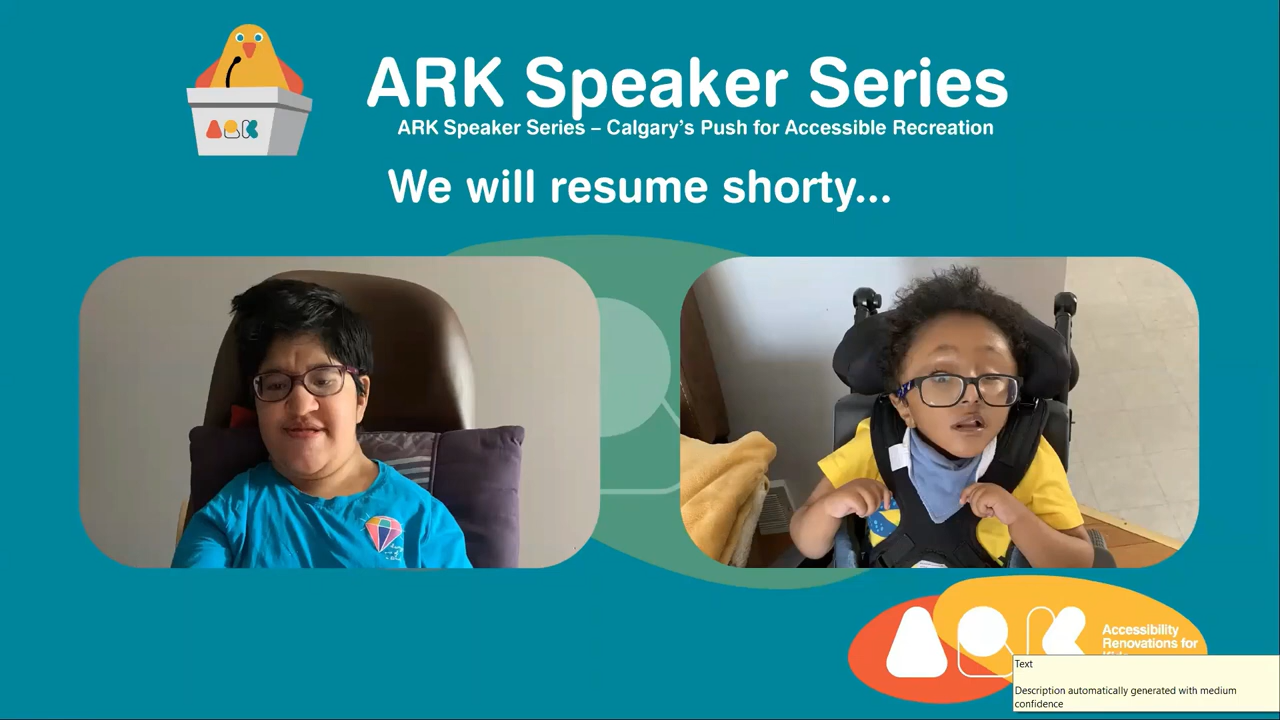 ARK Speaker Series
ARK Speaker Series – Calgary's Push for Accessible Recreation
We will resume shorty...
ARK
ARK
Accessibility
Renovations for
Text
Description automatically generated with medium
confidence